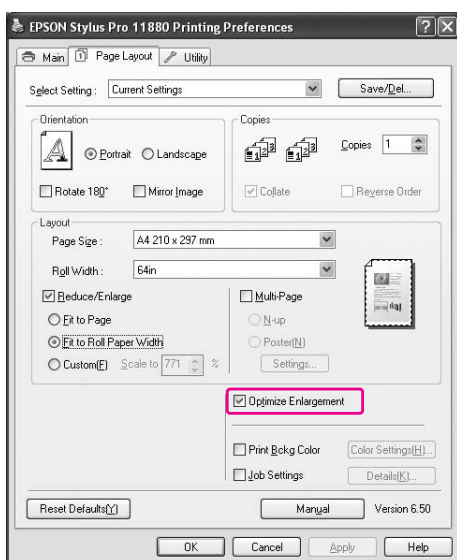 EPSON Stylus Pro 11880 Printing Preferences
Main Page Layout Utility
Select Setting : Current Settings Save/Del...
Orientation
Portrait Landscape
Rotate 180° Mirror Image
Copies
Copies 1
Collate Reverse Order
Layout
Page Size : A4 210 x 297 mm
Roll Width : 64in
Reduce/Enlarge
Fit to Page
Fit to Roll Paper Width
Custom(F) Scale to 771 %
Multi-Page
N-up
Poster(N)
Settings...
Optimize Enlargement
Print Bckg Color Color Settings(H)...
Job Settings Details(K)...
Reset Defaults(Y) Manual Version 6.50
OK Cancel Apply Help